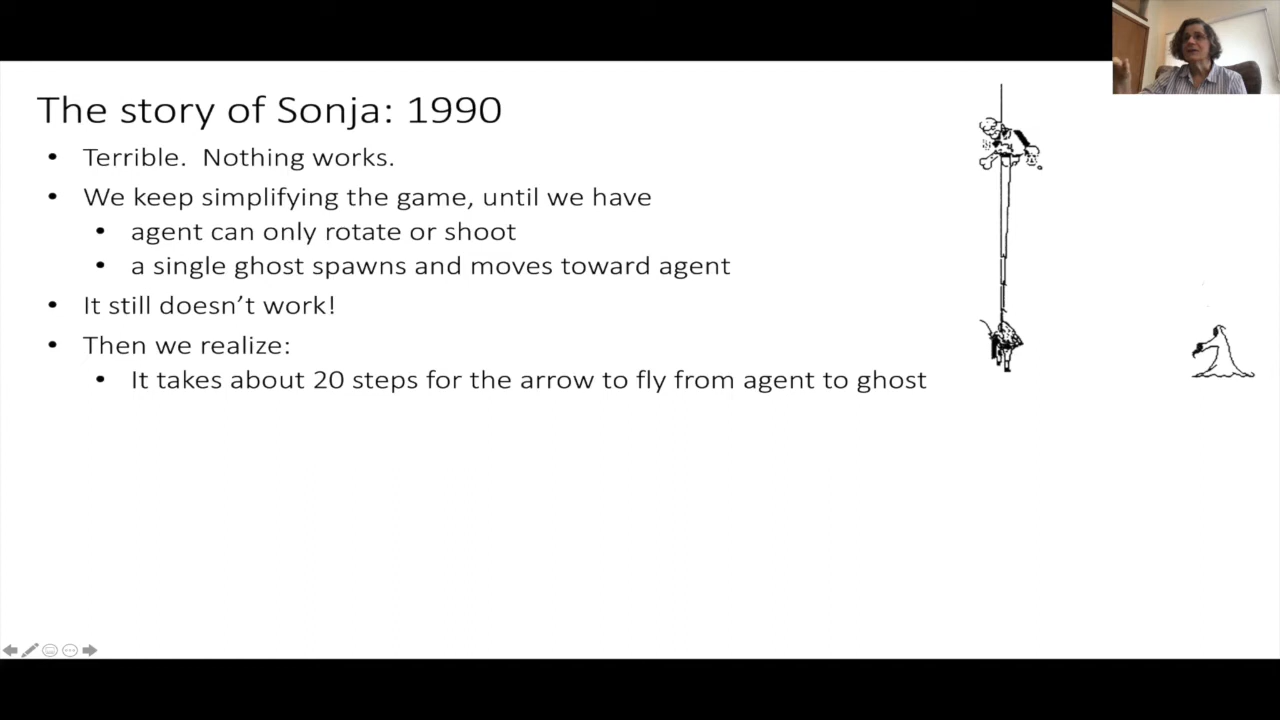 The story of Sonja: 1990
• Terrible. Nothing works.
• We keep simplifying the game, until we have
• agent can only rotate or shoot
• a single ghost spawns and moves toward agent
• It still doesn’t work!
• Then we realize:
• It takes about 20 steps for the arrow to fly from agent to ghost